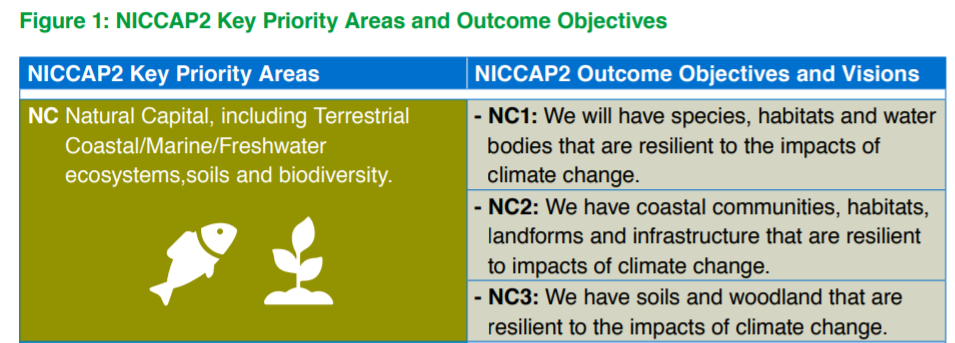 Figure 1: NICCAP2 Key Priority Areas and Outcome Objectives
NICCAP2 Key Priority Areas
NICCAP2 Outcome Objectives and Visions
NC Natural Capital, including Terrestrial
Coastal/Marine/Freshwater
ecosystems,soils and biodiversity.
- NC1: We will have species, habitats and water
bodies that are resilient to the impacts of
climate change.
- NC2: We have coastal communities, habitats,
landforms and infrastructure that are resilient
to impacts of climate change.
- NC3: We have soils and woodland that are
resilient to the impacts of climate change.